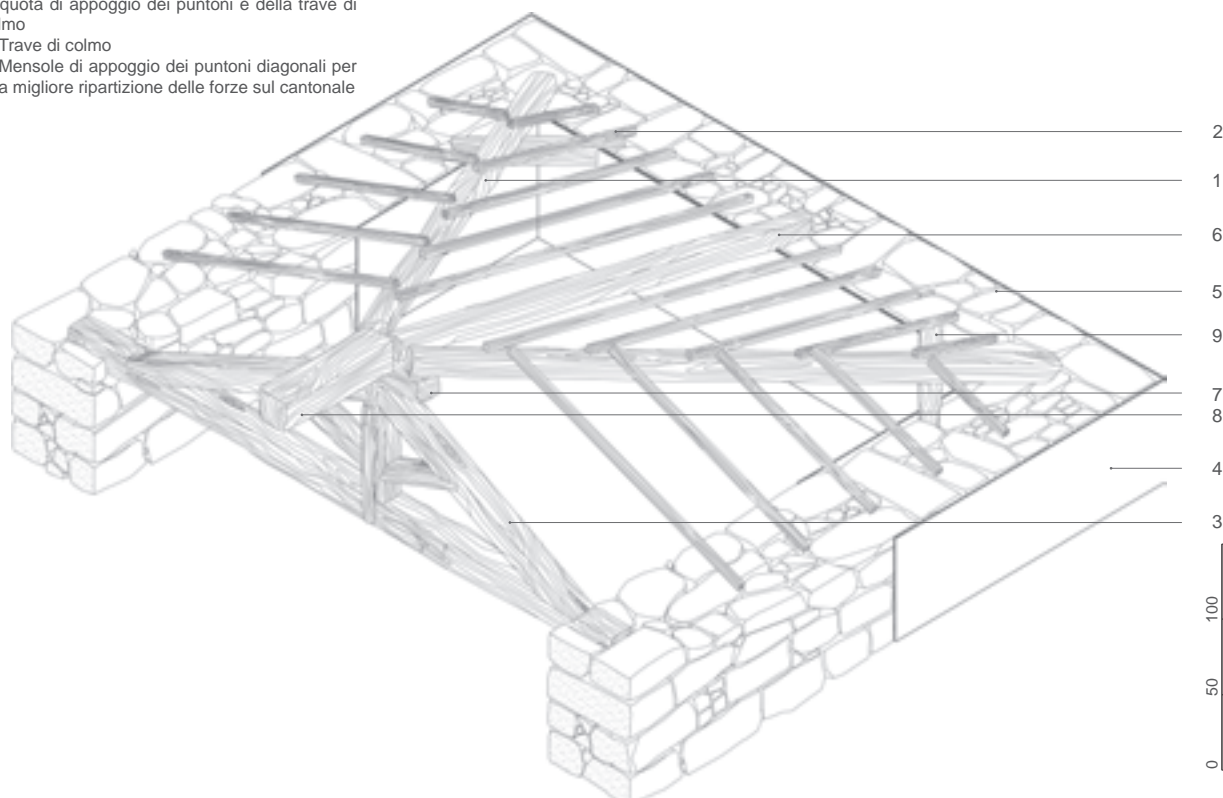 quota di appoggio dei puntoni e della trave di
lmo
Trave di colmo
Mensole di appoggio dei puntoni diagonali per
a migliore ripartizione delle forze sul cantonale
2
1
6
5
9
7
8
4
3
100
50
0